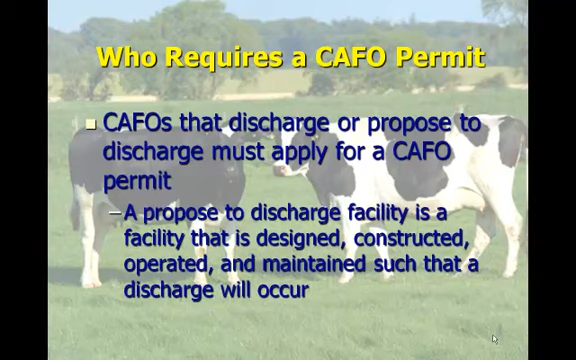 Who Requires a CAFO Permit
CAFOs that discharge or propose to
discharge must apply for a CAFO
permit
–A propose to discharge facility is a
facility that is designed, constructed,
operated, and maintained such that a
discharge will occur